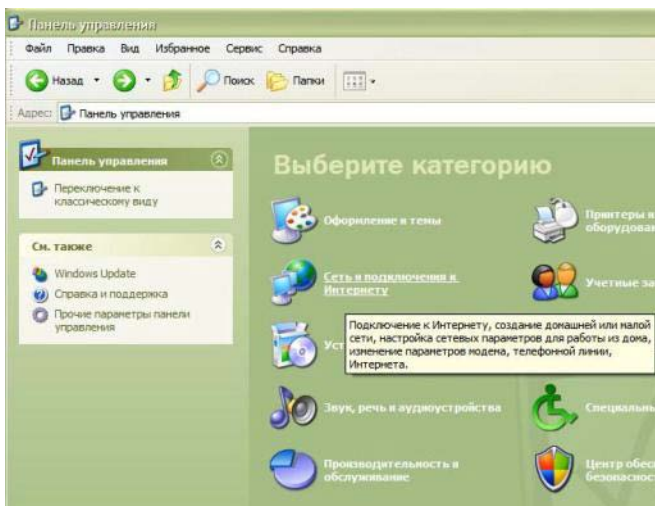 Панель управления
Файл Правка Вид Избранное Сервис Справка
Назад Поиск Папки
Адрес: Панель управления
Панель управления
Переключение к
классическому виду
См. также
Windows Update
Справка и поддержка
Прочие параметры панели
управления
Выберите категорию
Оформление и темы
Принтеры и
оборудован
Сеть и подключения к
Интернету
Учетные за
Уст
Подключение к Интернету, создание домашней или малой
сети, настройка сетевых параметров для работы из дома,
изменение параметров модема, телефонной линии,
Интернета.
Звук, речь и аудиоустройства
Специальнь
Производительность и
обслуживание
Центр обес
безопаснос